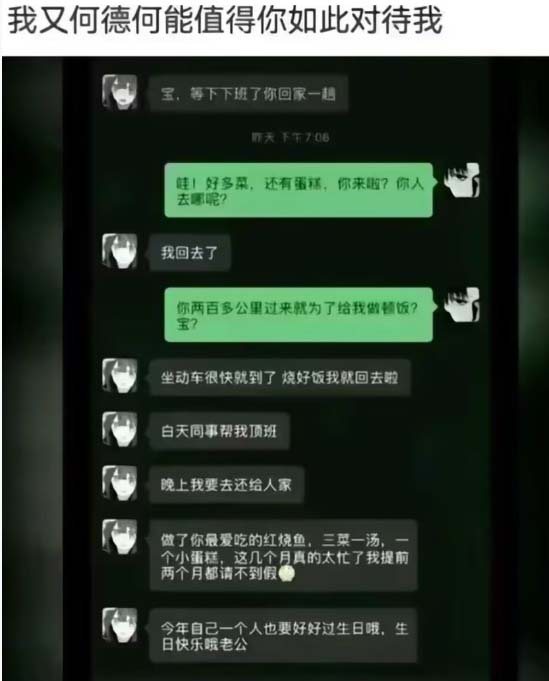 我又何德何能值得你如此对待我
宝，等下下班了你回家一趟
昨天 下午7:06
哇！好多菜，还有蛋糕，你来啦？你人
去哪呢？
我回去了
你两百多公里过来就为了给我做顿饭？
宝？
坐动车很快就到了 烧好饭我就回去啦
白天同事帮我顶班
晚上我要去还给人家
做了你最爱吃的红烧鱼，三菜一汤，一
个小蛋糕，这几个月真的太忙了我提前
两个月都请不到假
今年自己一个人也要好好过生日哦，生
日快乐哦老公